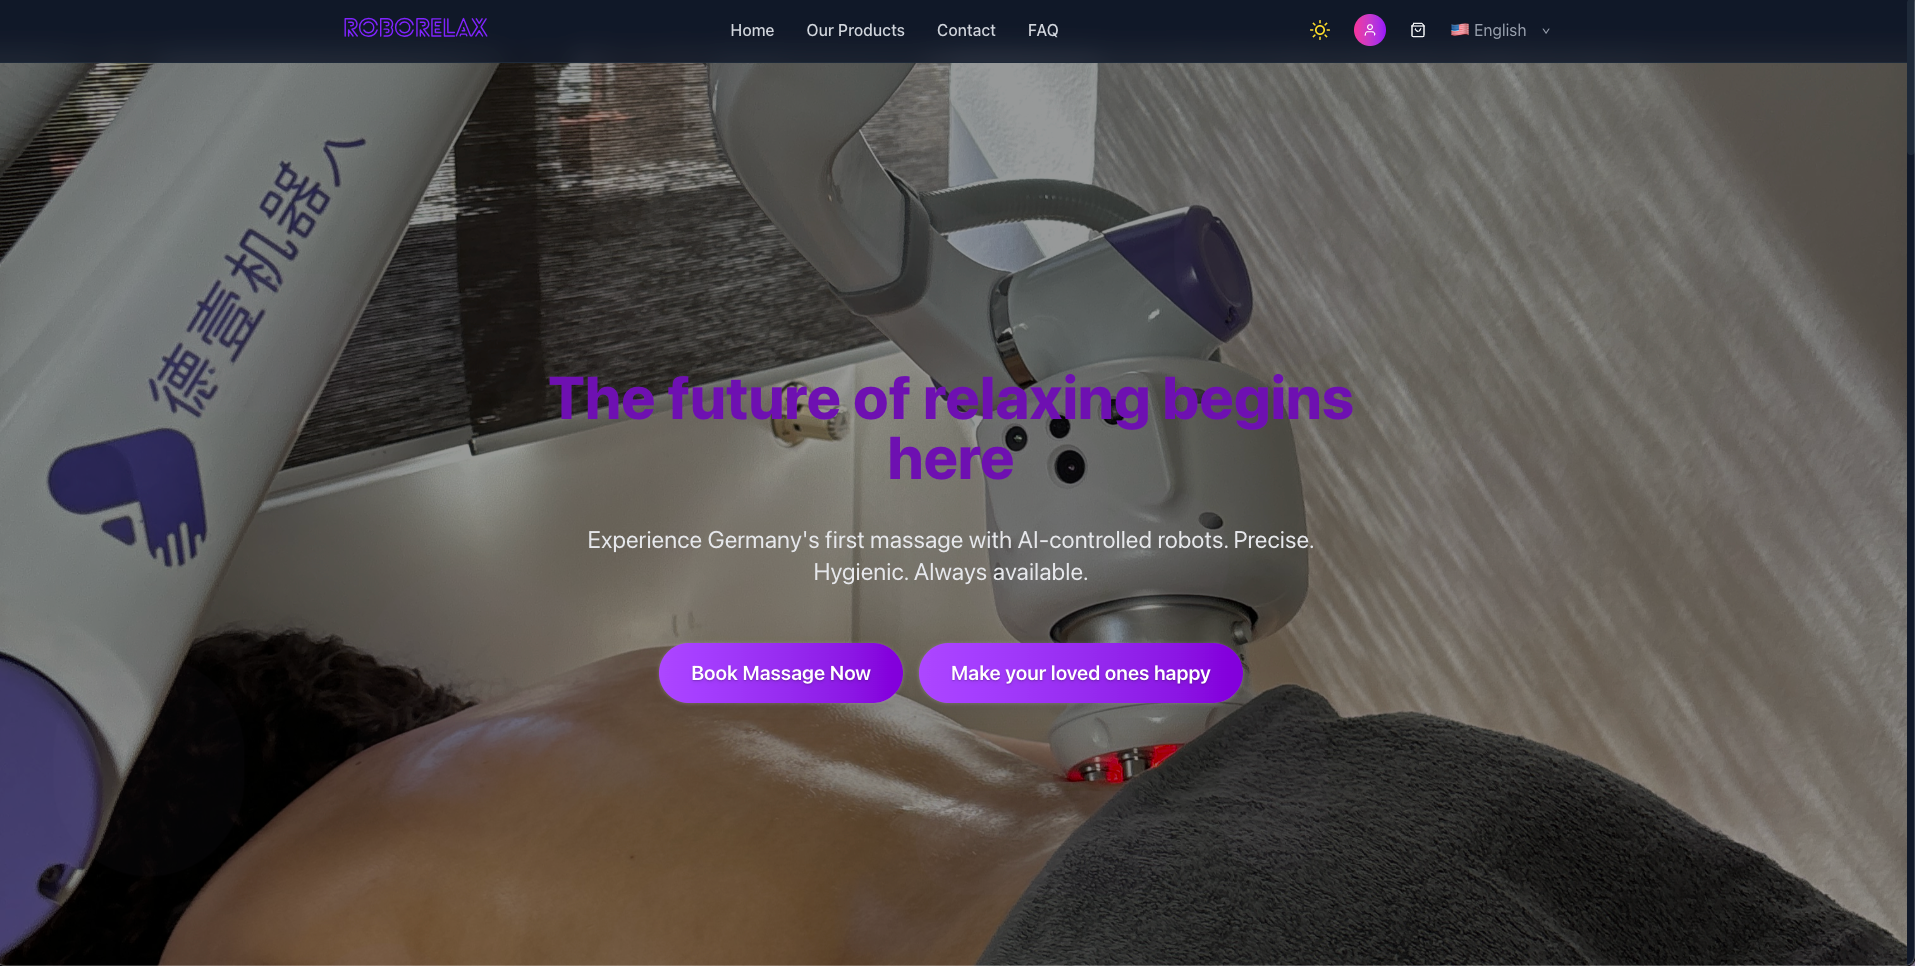 ROBORELAX
Home
Our Products
Contact
FAQ
English
德壹机器人
The future of relaxing begins
here
Experience Germany's first massage with AI-controlled robots. Precise.
Hygienic. Always available.
Book Massage Now
Make your loved ones happy